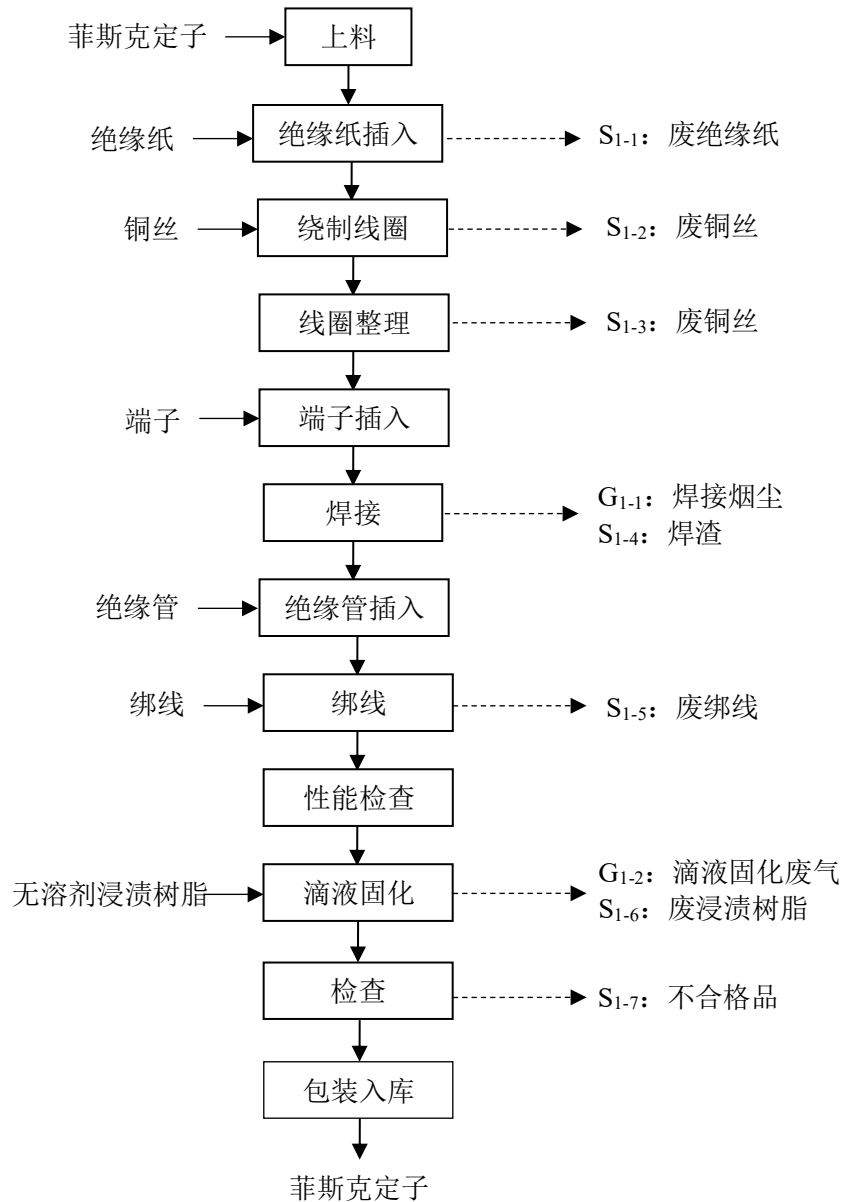 菲斯克定子 上料
绝缘纸 绝缘纸插入 S1-1：废绝缘纸
铜丝 绕制线圈 S1-2：废铜丝
线圈整理 S1-3：废铜丝
端子 端子插入
焊接 G1-1：焊接烟尘
S1-4：焊渣
绝缘管 绝缘管插入
绑线 绑线 S1-5：废绑线
性能检查
无溶剂浸渍树脂 滴液固化 G1-2：滴液固化废气
S1-6：废浸渍树脂
检查 S1-7：不合格品
包装入库
菲斯克定子